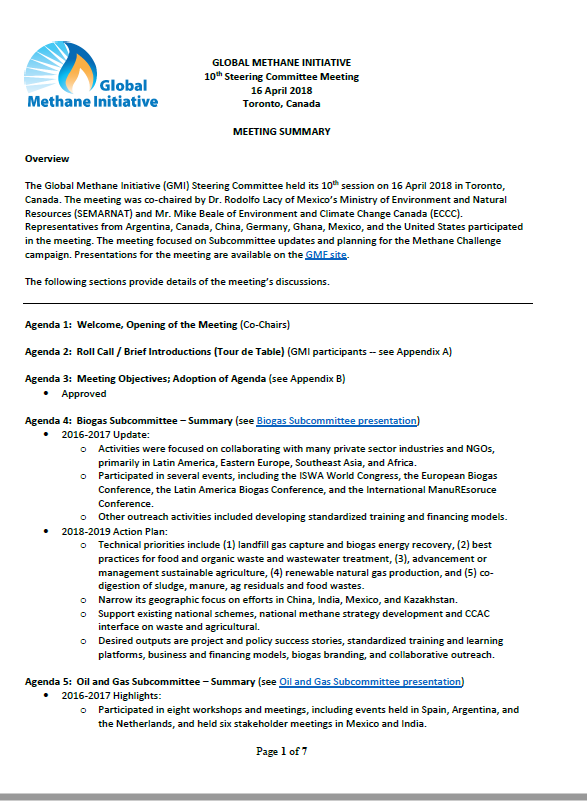 Global
Methane Initiative
GLOBAL METHANE INITIATIVE
10th Steering Committee Meeting
16 April 2018
Toronto, Canada
MEETING SUMMARY
Overview
The Global Methane Initiative (GMI) Steering Committee held its 10th session on 16 April 2018 in Toronto,
Canada. The meeting was co-chaired by Dr. Rodolfo Lacy of Mexico's Ministry of Environment and Natural
Resources (SEMARNAT) and Mr. Mike Beale of Environment and Climate Change Canada (ECCC).
Representatives from Argentina, Canada, China, Germany, Ghana, Mexico, and the United States participated
in the meeting. The meeting focused on Subcommittee updates and planning for the Methane Challenge
campaign. Presentations for the meeting are available on the GMF site.
The following sections provide details of the meeting's discussions.
Agenda 1: Welcome, Opening of the Meeting (Co-Chairs)
Agenda 2: Roll Call / Brief Introductions (Tour de Table) (GMI participants -- see Appendix A)
Agenda 3: Meeting Objectives; Adoption of Agenda (see Appendix B)
• Approved
Agenda 4: Biogas Subcommittee – Summary (see Biogas Subcommittee presentation)
• 2016-2017 Update:
o Activities were focused on collaborating with many private sector industries and NGOs,
primarily in Latin America, Eastern Europe, Southeast Asia, and Africa.
o Participated in several events, including the ISWA World Congress, the European Biogas
Conference, the Latin America Biogas Conference, and the International ManuREsoruce
Conference.
o Other outreach activities included developing standardized training and financing models.
• 2018-2019 Action Plan:
o Technical priorities include (1) landfill gas capture and biogas energy recovery, (2) best
practices for food and organic waste and wastewater treatment, (3), advancement or
management sustainable agriculture, (4) renewable natural gas production, and (5) co-
digestion of sludge, manure, ag residuals and food wastes.
o Narrow its geographic focus on efforts in China, India, Mexico, and Kazakhstan.
o Support existing national schemes, national methane strategy development and CCAC
interface on waste and agricultural.
o Desired outputs are project and policy success stories, standardized training and learning
platforms, business and financing models, biogas branding, and collaborative outreach.
Agenda 5: Oil and Gas Subcommittee – Summary (see Oil and Gas Subcommittee presentation)
• 2016-2017 Highlights:
o Participated in eight workshops and meetings, including events held in Spain, Argentina, and
the Netherlands, and held six stakeholder meetings in Mexico and India.
Page 1 of 7